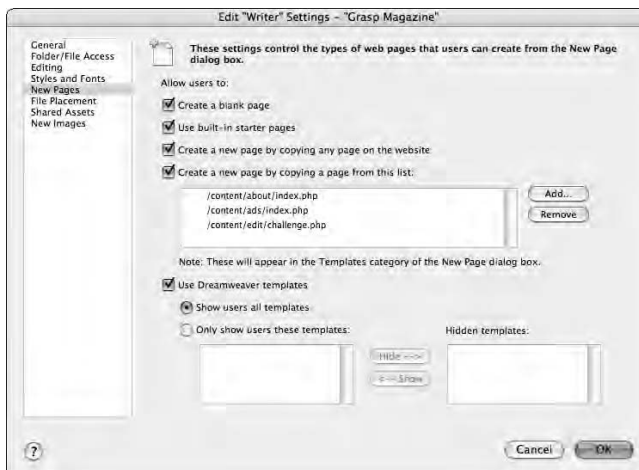 Edit "Writer" Settings – "Grasp Magazine"
General
Folder/File Access
Editing
Styles and Fonts
New Pages
File Placement
Shared Assets
New Images
These settings control the types of web pages that users can create from the New Page
dialog box.
Allow users to:
Create a blank page
Use built-in starter pages
Create a new page by copying any page on the website
Create a new page by copying a page from this list:
/content/about/index.php
/content/ads/index.php
/content/edit/challenge.php
Add...
Remove
Note: These will appear in the Templates category of the New Page dialog box.
Use Dreamweaver templates
Show users all templates
Only show users these templates:
Hidden templates:
Hide -->
<-- Show
?
Cancel
OK